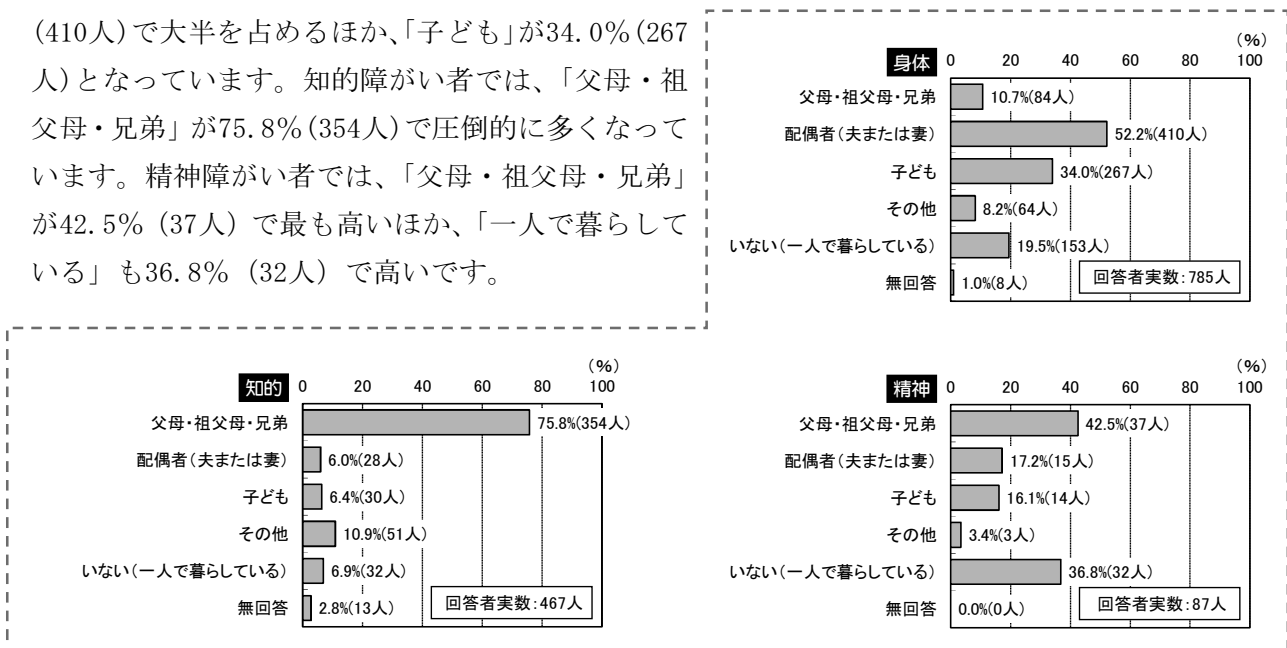 (410人)で大半を占めるほか、「子ども」が34.0％(267
人)となっています。知的障がい者では、「父母・祖
父母・兄弟」が75.8％(354人)で圧倒的に多くなって
います。精神障がい者では、「父母・祖父母・兄弟」
が42.5％（37人）で最も高いほか、「一人で暮らして
いる」も36.8％（32人）で高いです。
(％)
身体 0 20 40 60 80 100
父母・祖父母・兄弟 10.7%(84人)
配偶者(夫または妻) 52.2%(410人)
子ども 34.0%(267人)
その他 8.2%(64人)
いない(一人で暮らしている) 19.5%(153人)
無回答 1.0%(8人)
回答者実数：785人
(％)
知的 0 20 40 60 80 100
父母・祖父母・兄弟 75.8%(354人)
配偶者(夫または妻) 6.0%(28人)
子ども 6.4%(30人)
その他 10.9%(51人)
いない(一人で暮らしている) 6.9%(32人)
無回答 2.8%(13人)
回答者実数：467人
(％)
精神 0 20 40 60 80 100
父母・祖父母・兄弟 42.5%(37人)
配偶者(夫または妻) 17.2%(15人)
子ども 16.1%(14人)
その他 3.4%(3人)
いない(一人で暮らしている) 36.8%(32人)
無回答 0.0%(0人)
回答者実数：87人